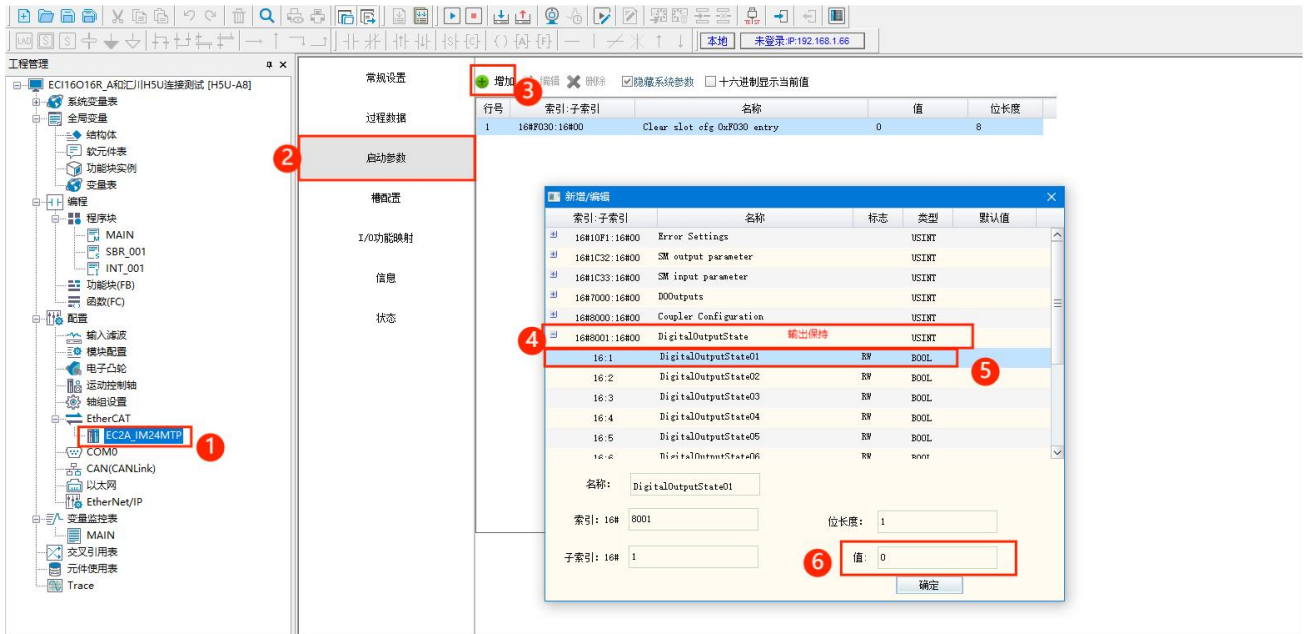 LAD
本地
未登录:IP:192.168.1.66
工程管理
ECI16O16R_A和汇川H5U连接测试 [H5U-A8]
系统变量表
全局变量
结构体
软元件表
功能块实例
变量表
编程
程序块
MAIN
SBR_001
INT_001
功能块(FB)
函数(FC)
配置
输入滤波
模块配置
电子凸轮
运动控制轴
轴组设置
EtherCAT
EC2A_IM24MTP
1
COM0
CAN(CANLink)
以太网
EtherNet/IP
变量监控表
MAIN
交叉引用表
元件使用表
Trace
常规设置
过程数据
2
启动参数
槽配置
I/O功能映射
信息
状态
增加
3
编辑
删除
隐藏系统参数
十六进制显示当前值
行号 索引:子索引 名称 值 位长度
1 16#F030:16#00 Clear slot cfg 0xF030 entry 0 8
新增/编辑
索引:子索引 名称 标志 类型 默认值
16#10F1:16#00 Error Settings USINT
16#1C32:16#00 SM output parameter USINT
16#1C33:16#00 SM input parameter USINT
16#7000:16#00 DOOutputs USINT
16#8000:16#00 Coupler Configuration USINT
4 16#8001:16#00 DigitalOutputState 输出保持 USINT
16:1 DigitalOutputState01 RW BOOL 5
16:2 DigitalOutputState02 RW BOOL
16:3 DigitalOutputState03 RW BOOL
16:4 DigitalOutputState04 RW BOOL
16:5 DigitalOutputState05 RW BOOL
16:6 DigitalOutputState06 RW BOOL
名称: DigitalOutputState01
索引: 16# 8001 位长度: 1
子索引: 16# 1 6 值: 0
确定